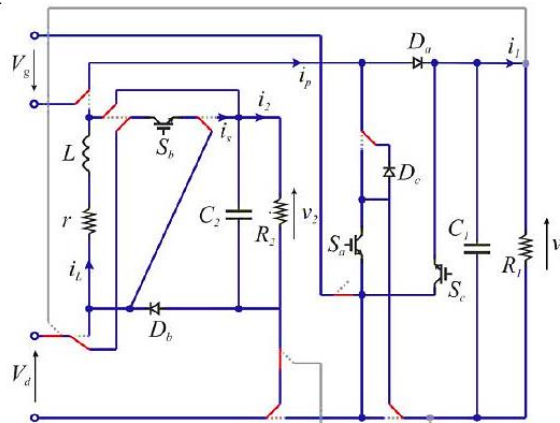 D_a
i_1
V_g
i_p
i_2
L
S_b
i_s
D_c
r
C_2
R_2
v_2
S_a
C_1
v
i_L
S_c
R_1
D_b
V_d